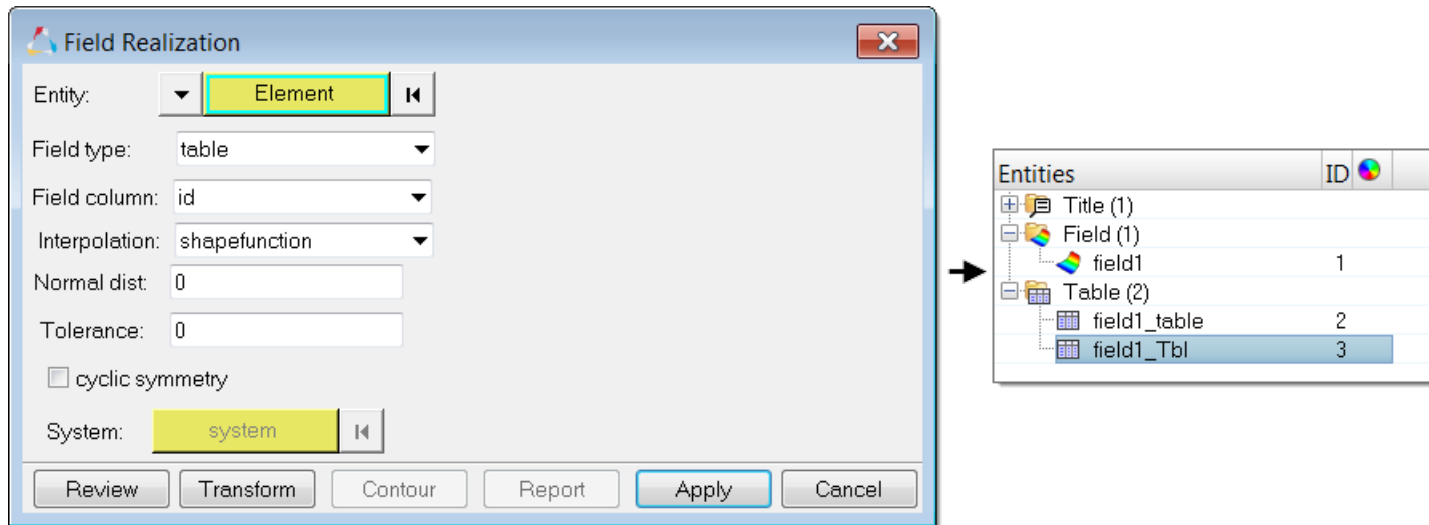 Field Realization
Entity: Element
Field type: table
Field column: id
Interpolation: shapefunction
Normal dist: 0
Tolerance: 0
cyclic symmetry
System: system
Review Transform Contour Report Apply Cancel
Entities ID
Title (1)
Field (1)
field1 1
Table (2)
field1_table 2
field1_Tbl 3